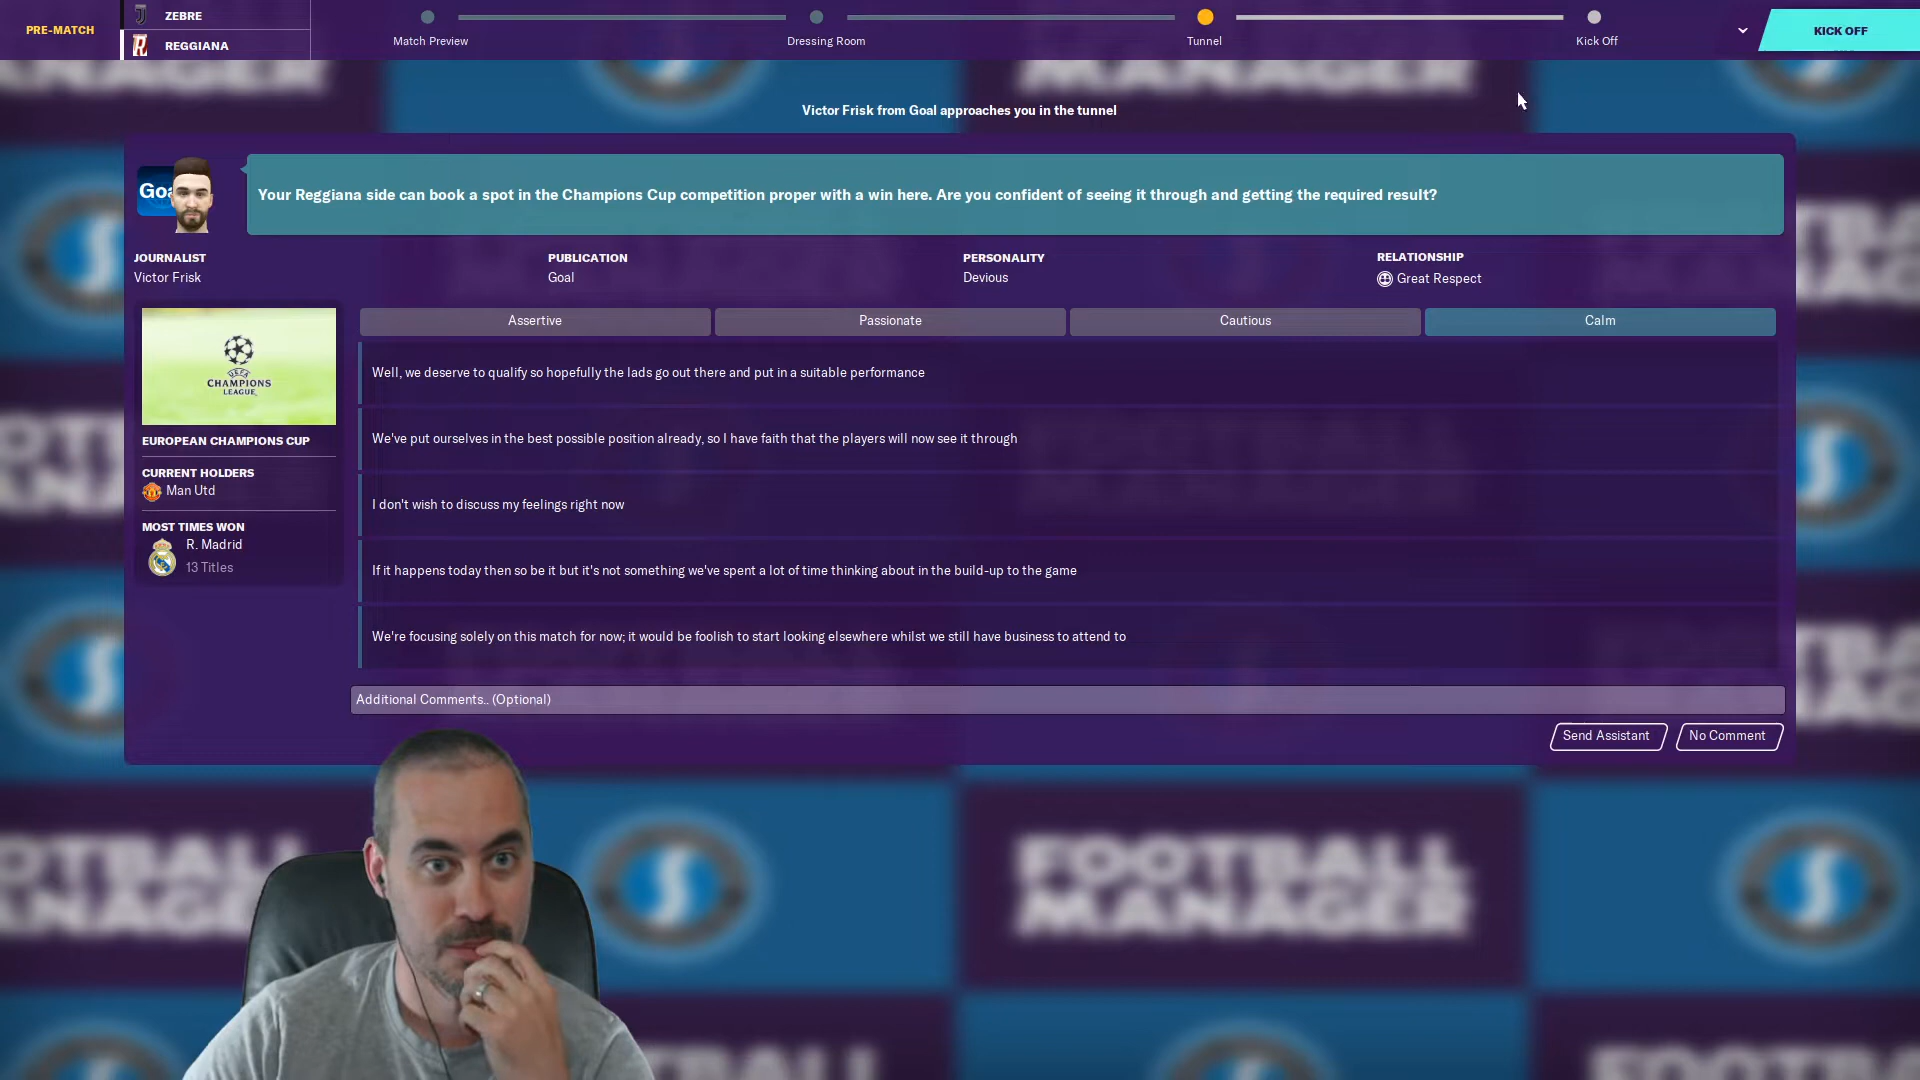 PRE-MATCH
ZEBRE
REGGIANA
Match Preview
Dressing Room
Tunnel
Kick Off
KICK OFF
Victor Frisk from Goal approaches you in the tunnel
Goa
Your Reggiana side can book a spot in the Champions Cup competition proper with a win here. Are you confident of seeing it through and getting the required result?
JOURNALIST
Victor Frisk
PUBLICATION
Goal
PERSONALITY
Devious
RELATIONSHIP
Great Respect
Assertive
Passionate
Cautious
Calm
UEFA
CHAMPIONS
LEAGUE
EUROPEAN CHAMPIONS CUP
CURRENT HOLDERS
Man Utd
MOST TIMES WON
R. Madrid
13 Titles
Well, we deserve to qualify so hopefully the lads go out there and put in a suitable performance
We've put ourselves in the best possible position already, so I have faith that the players will now see it through
I don't wish to discuss my feelings right now
If it happens today then so be it but it's not something we've spent a lot of time thinking about in the build-up to the game
We're focusing solely on this match for now; it would be foolish to start looking elsewhere whilst we still have business to attend to
Additional Comments.. (Optional)
Send Assistant
No Comment
FOOTBALL
MANAGER